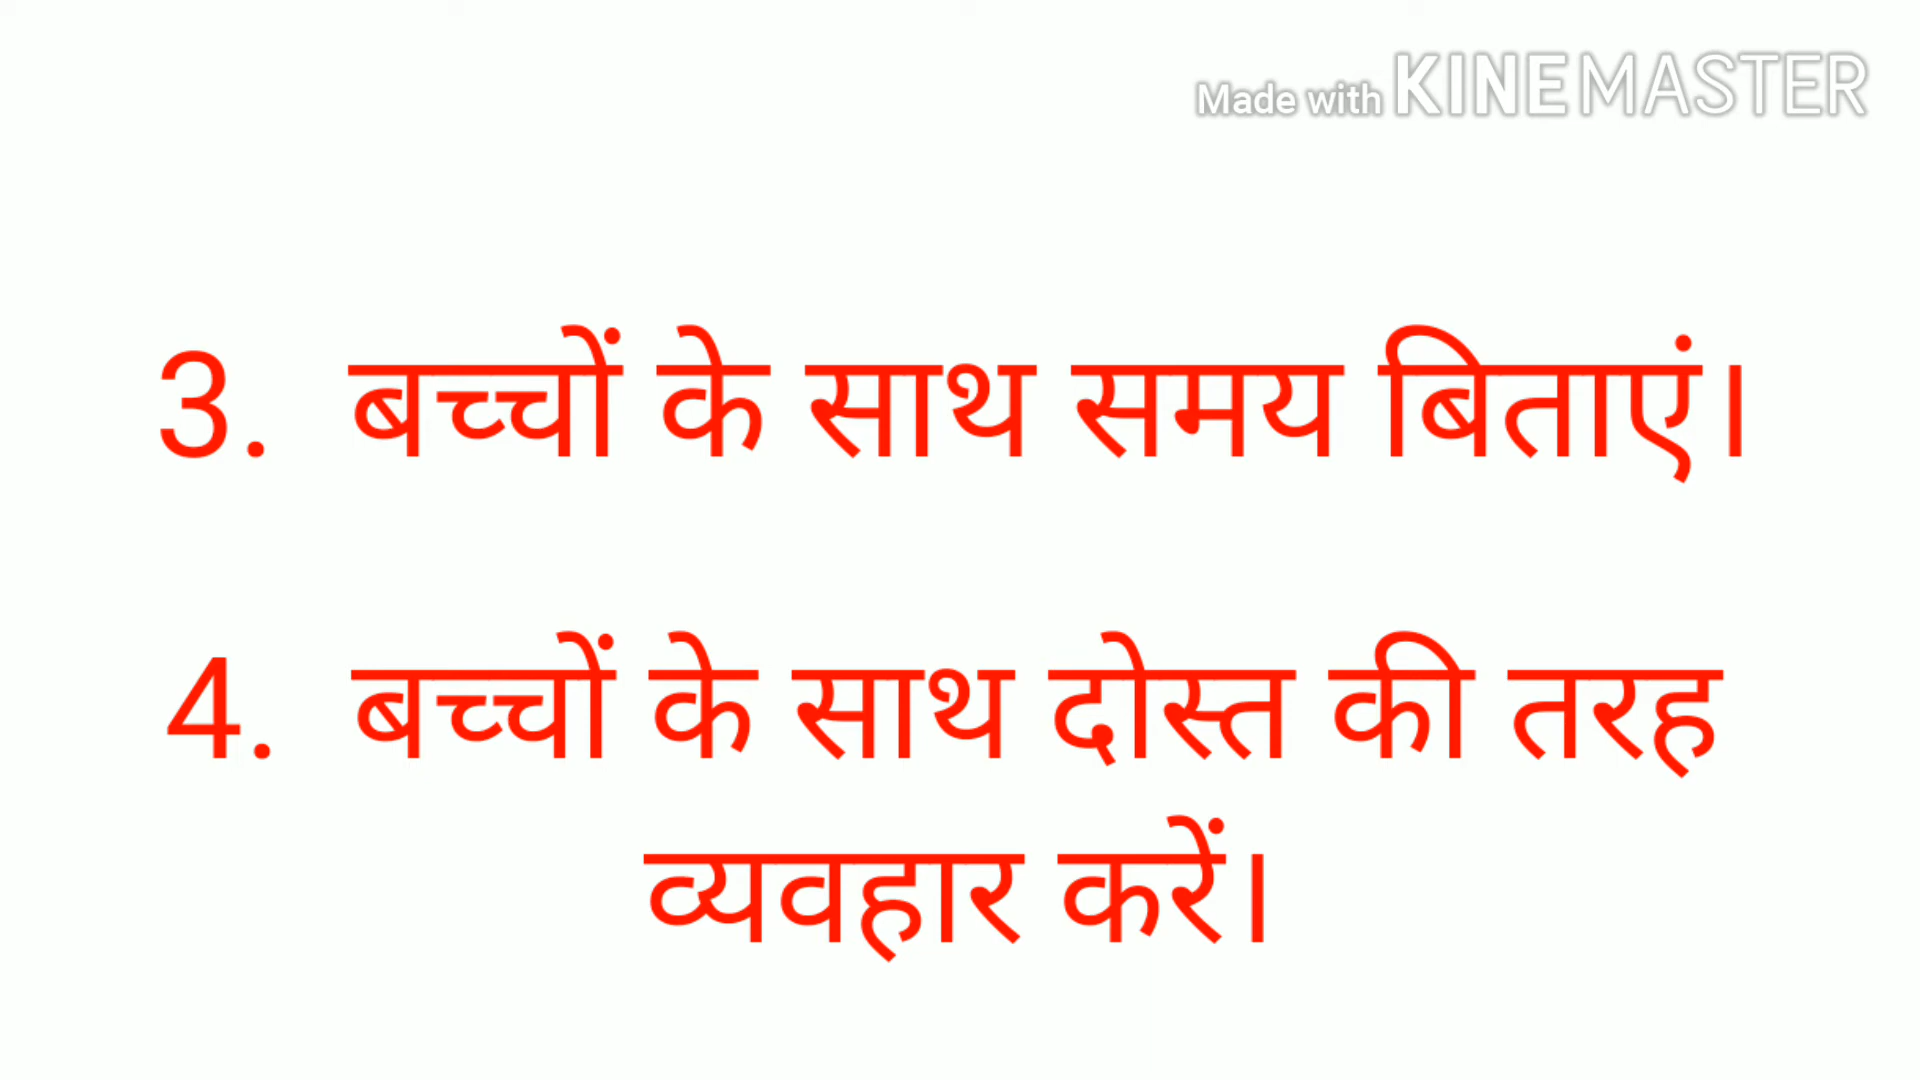 Made with KINEMASTER
3. बच्चों के साथ समय बिताएं।
4. बच्चों के साथ दोस्त की तरह
व्यवहार करें।